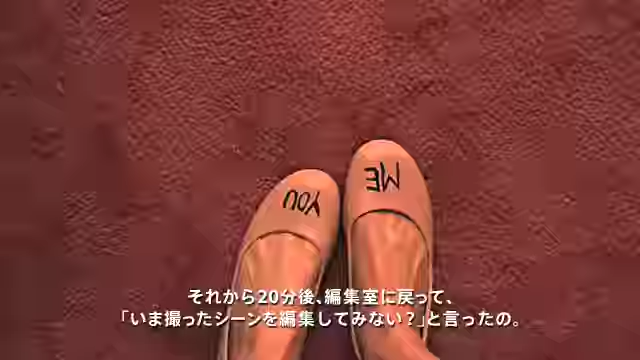 YOU
ME
それから20分後、編集室に戻って、
「いま撮ったシーンを編集してみない？」と言ったの。